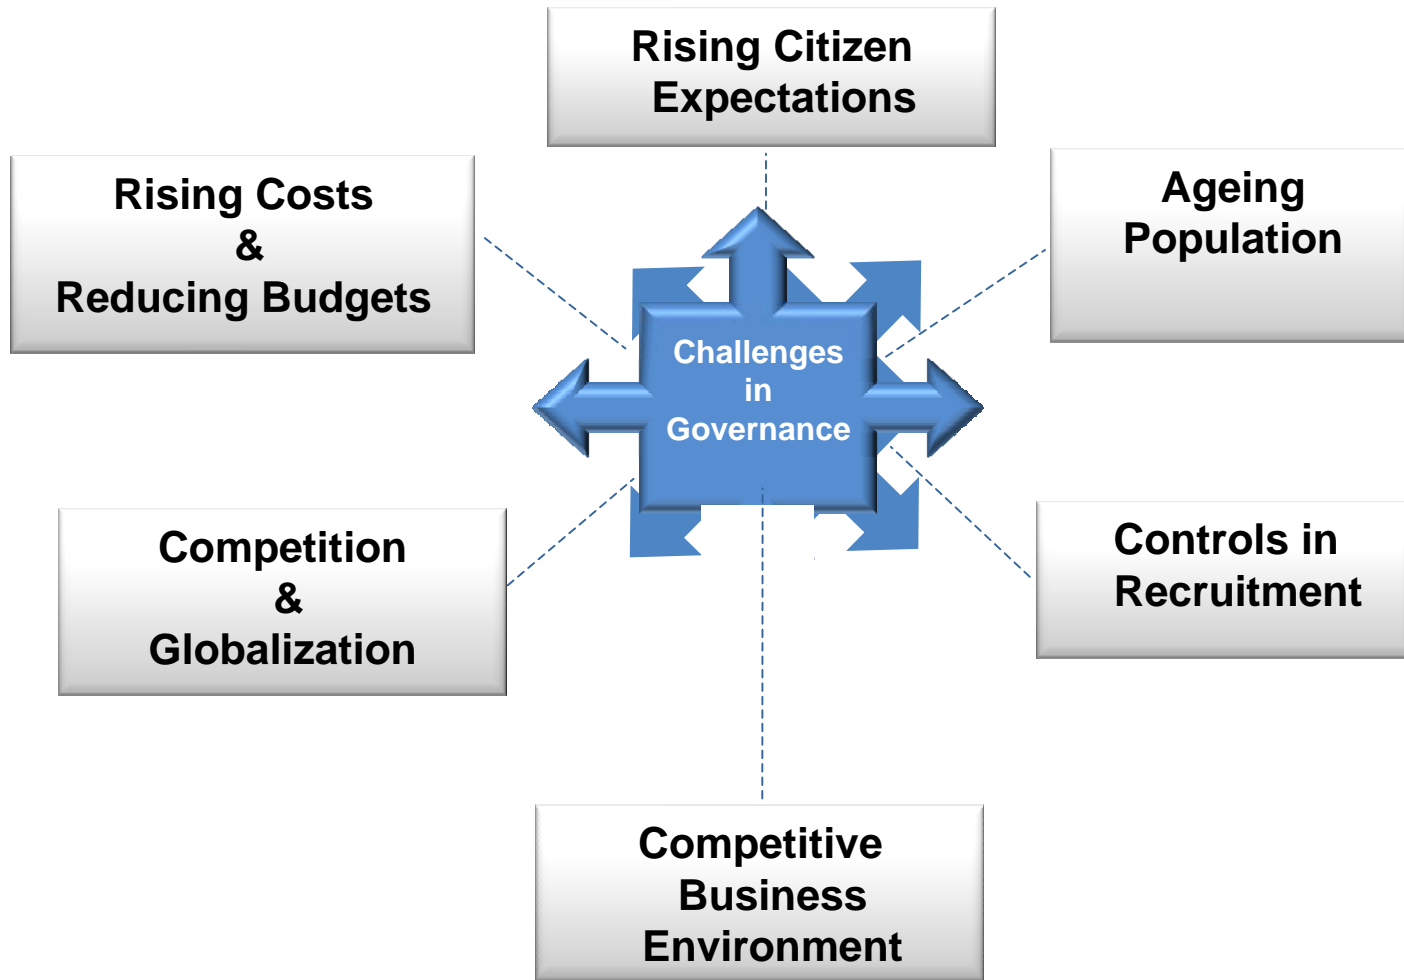 Rising Citizen
Expectations
Rising Costs
&
Reducing Budgets
Ageing
Population
Challenges
in
Governance
Competition
&
Globalization
Controls in
Recruitment
Competitive
Business
Environment